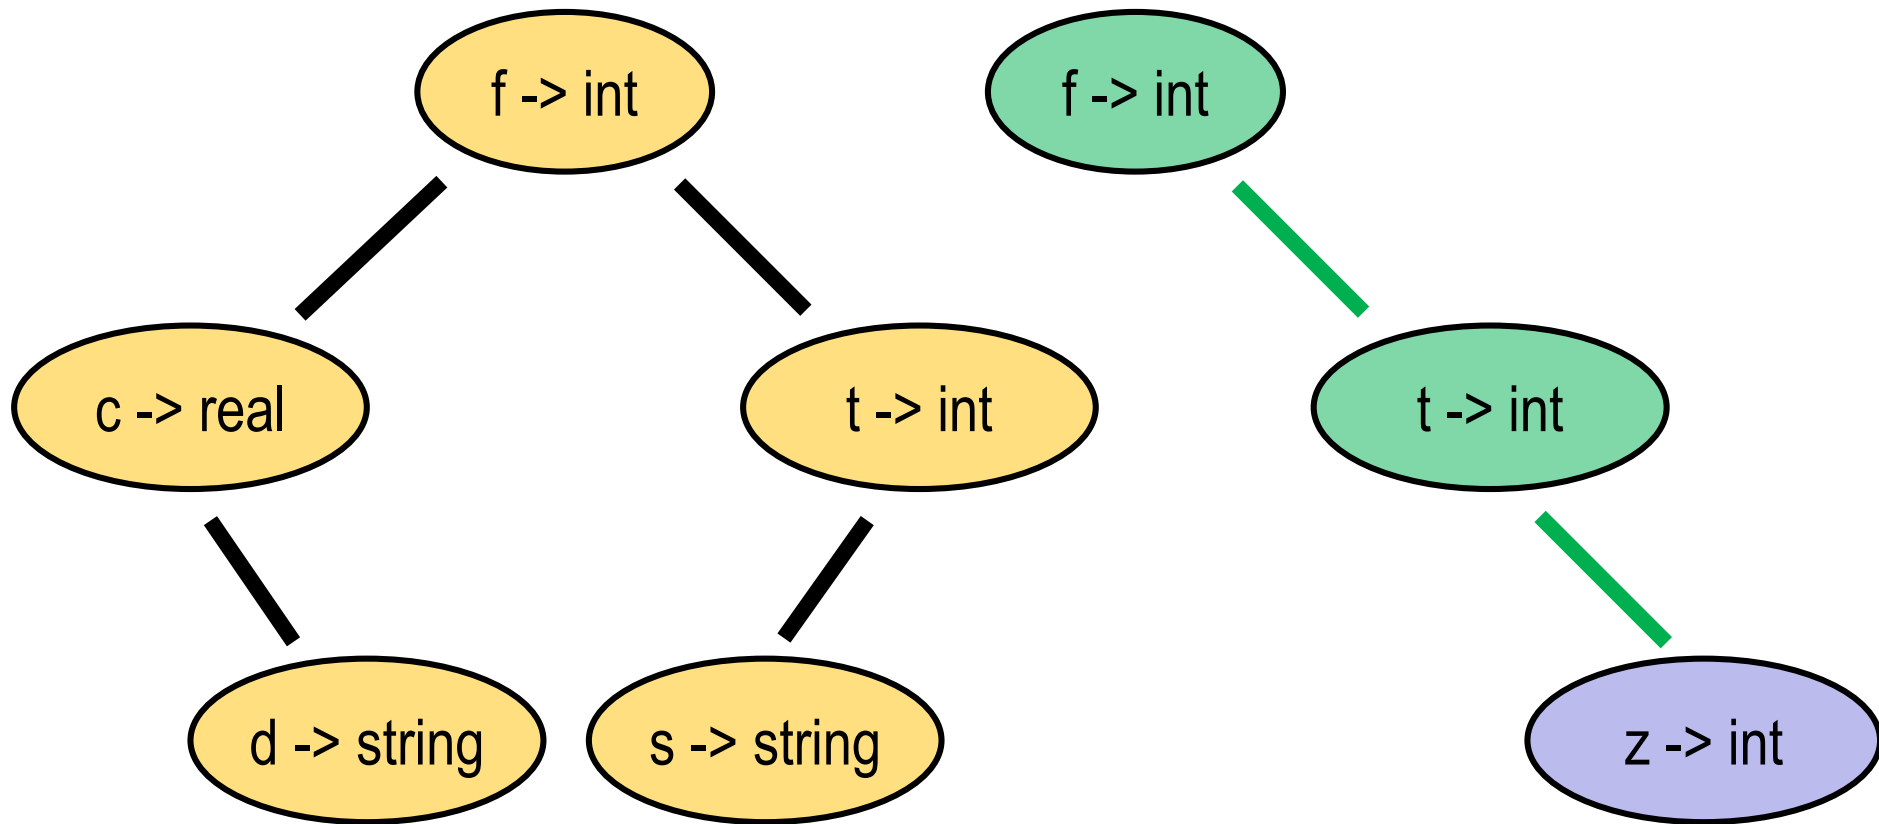 f -> int
f -> int
c -> real
t -> int
t -> int
d -> string
s -> string
z -> int